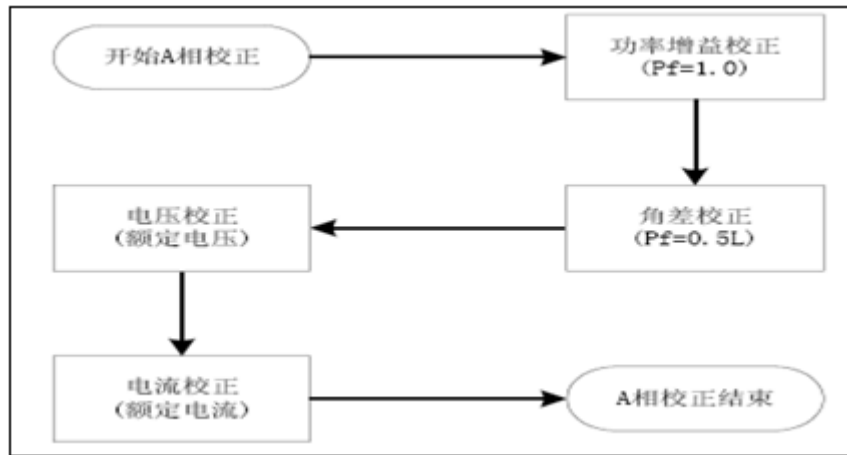 开始A相校正
功率增益校正
(Pf=1.0)
角差校正
(Pf=0.5L)
电压校正
(额定电压)
电流校正
(额定电流)
A相校正结束